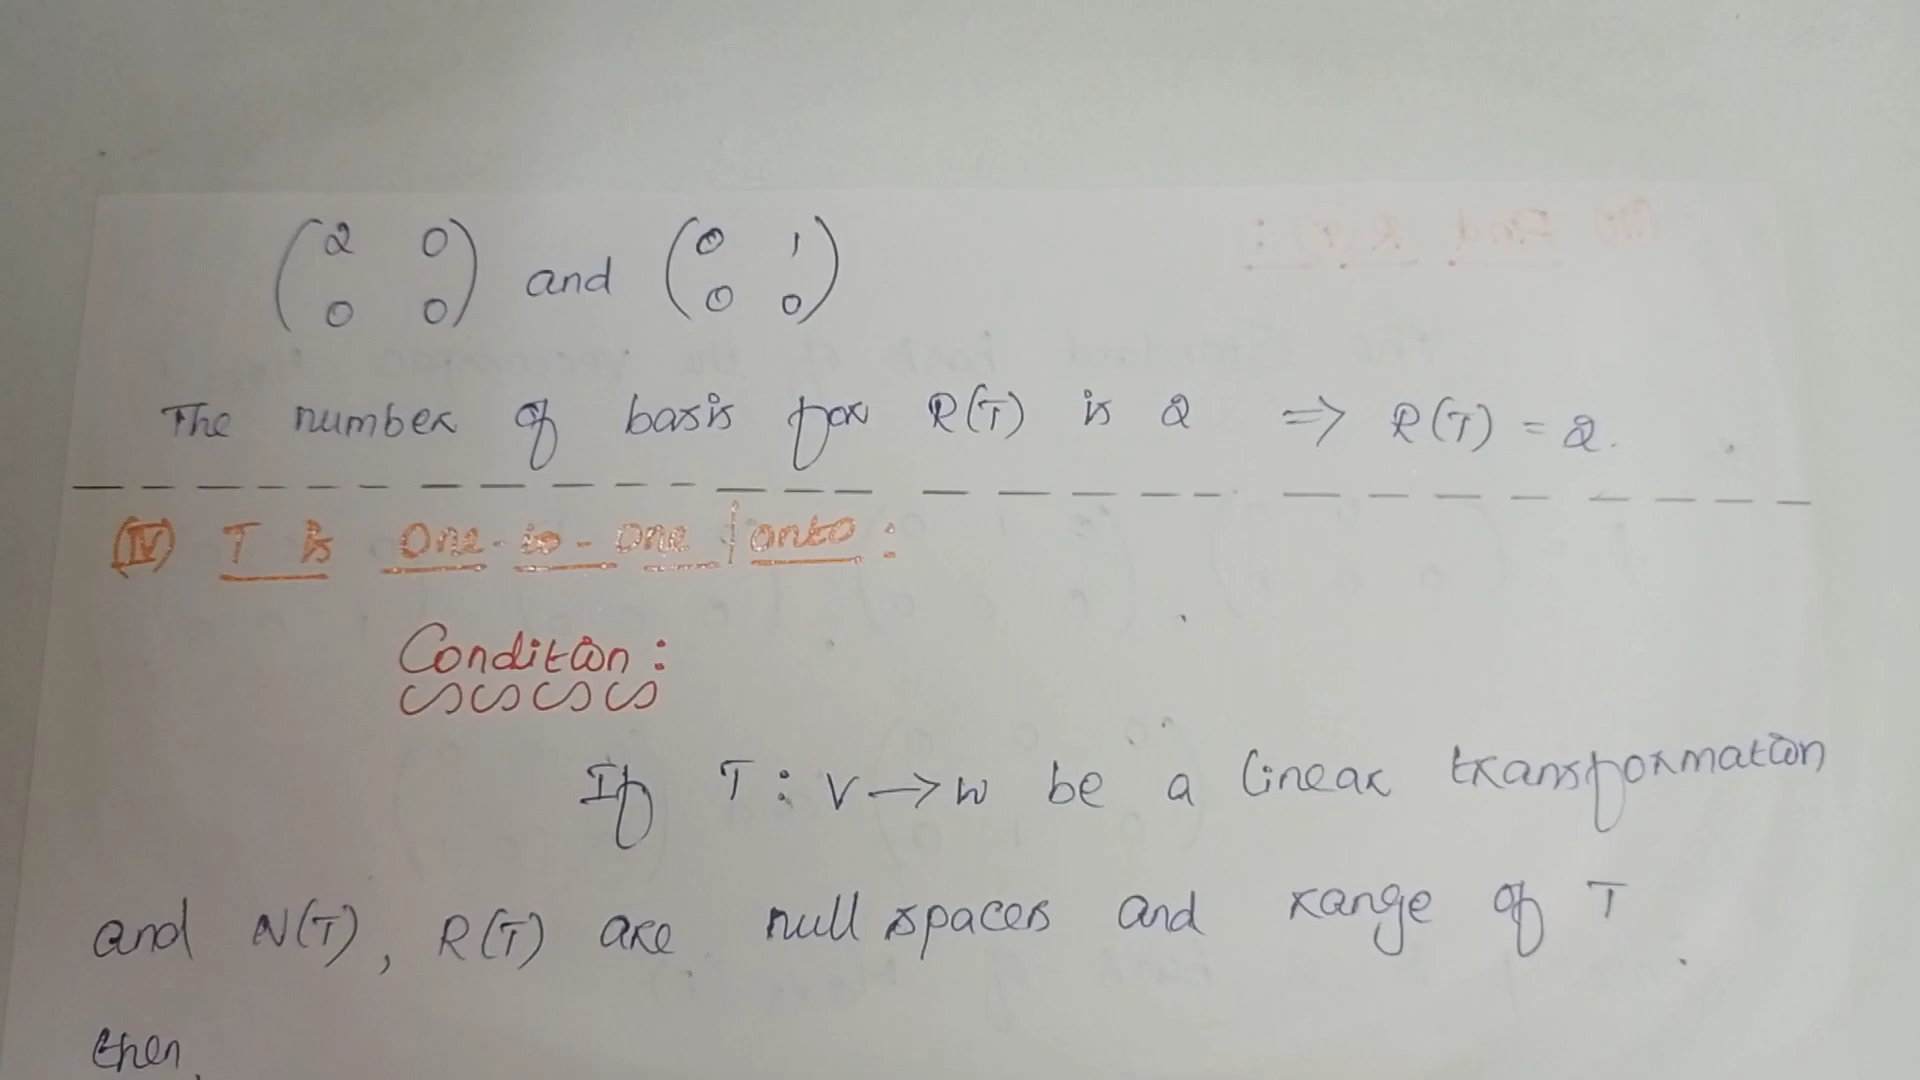 (2 0
0 0) and (0 1
0 0)
The number of basis for R(T) is 2 => R(T) = 2.
(IV) T is one-to-one / onto:
Condition:
If T : V → W be a linear transformation
and N(T), R(T) are null spaces and range of T
then,